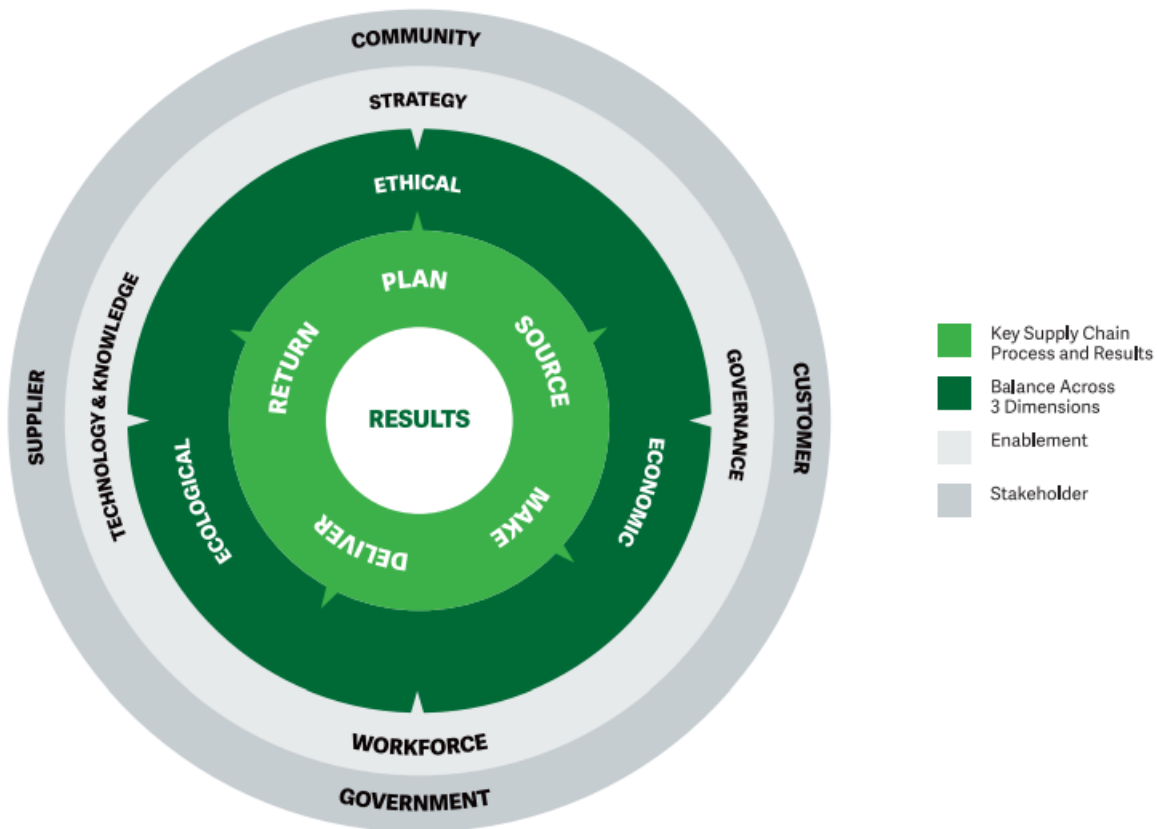 COMMUNITY
STRATEGY
ETHICAL
PLAN
SOURCE
MAKE
DELIVER
RETURN
RESULTS
ECONOMIC
ECOLOGICAL
TECHNOLOGY & KNOWLEDGE
GOVERNANCE
SUPPLIER
CUSTOMER
WORKFORCE
GOVERNMENT
Key Supply Chain
Process and Results
Balance Across
3 Dimensions
Enablement
Stakeholder